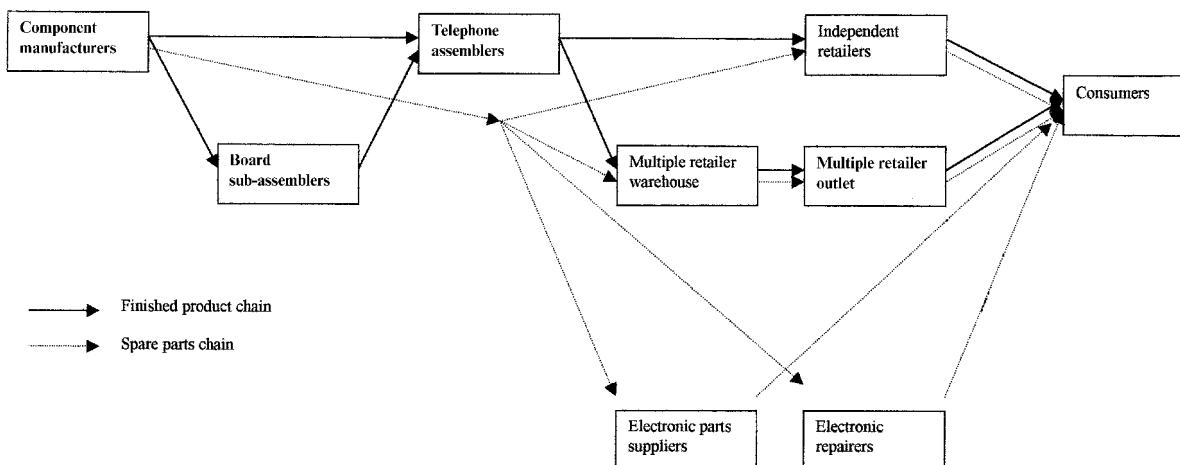 Component
manufacturers
Telephone
assemblers
Independent
retailers
Consumers
Board
sub-assemblers
Multiple retailer
warehouse
Multiple retailer
outlet
Finished product chain
Spare parts chain
Electronic parts
suppliers
Electronic
repairers